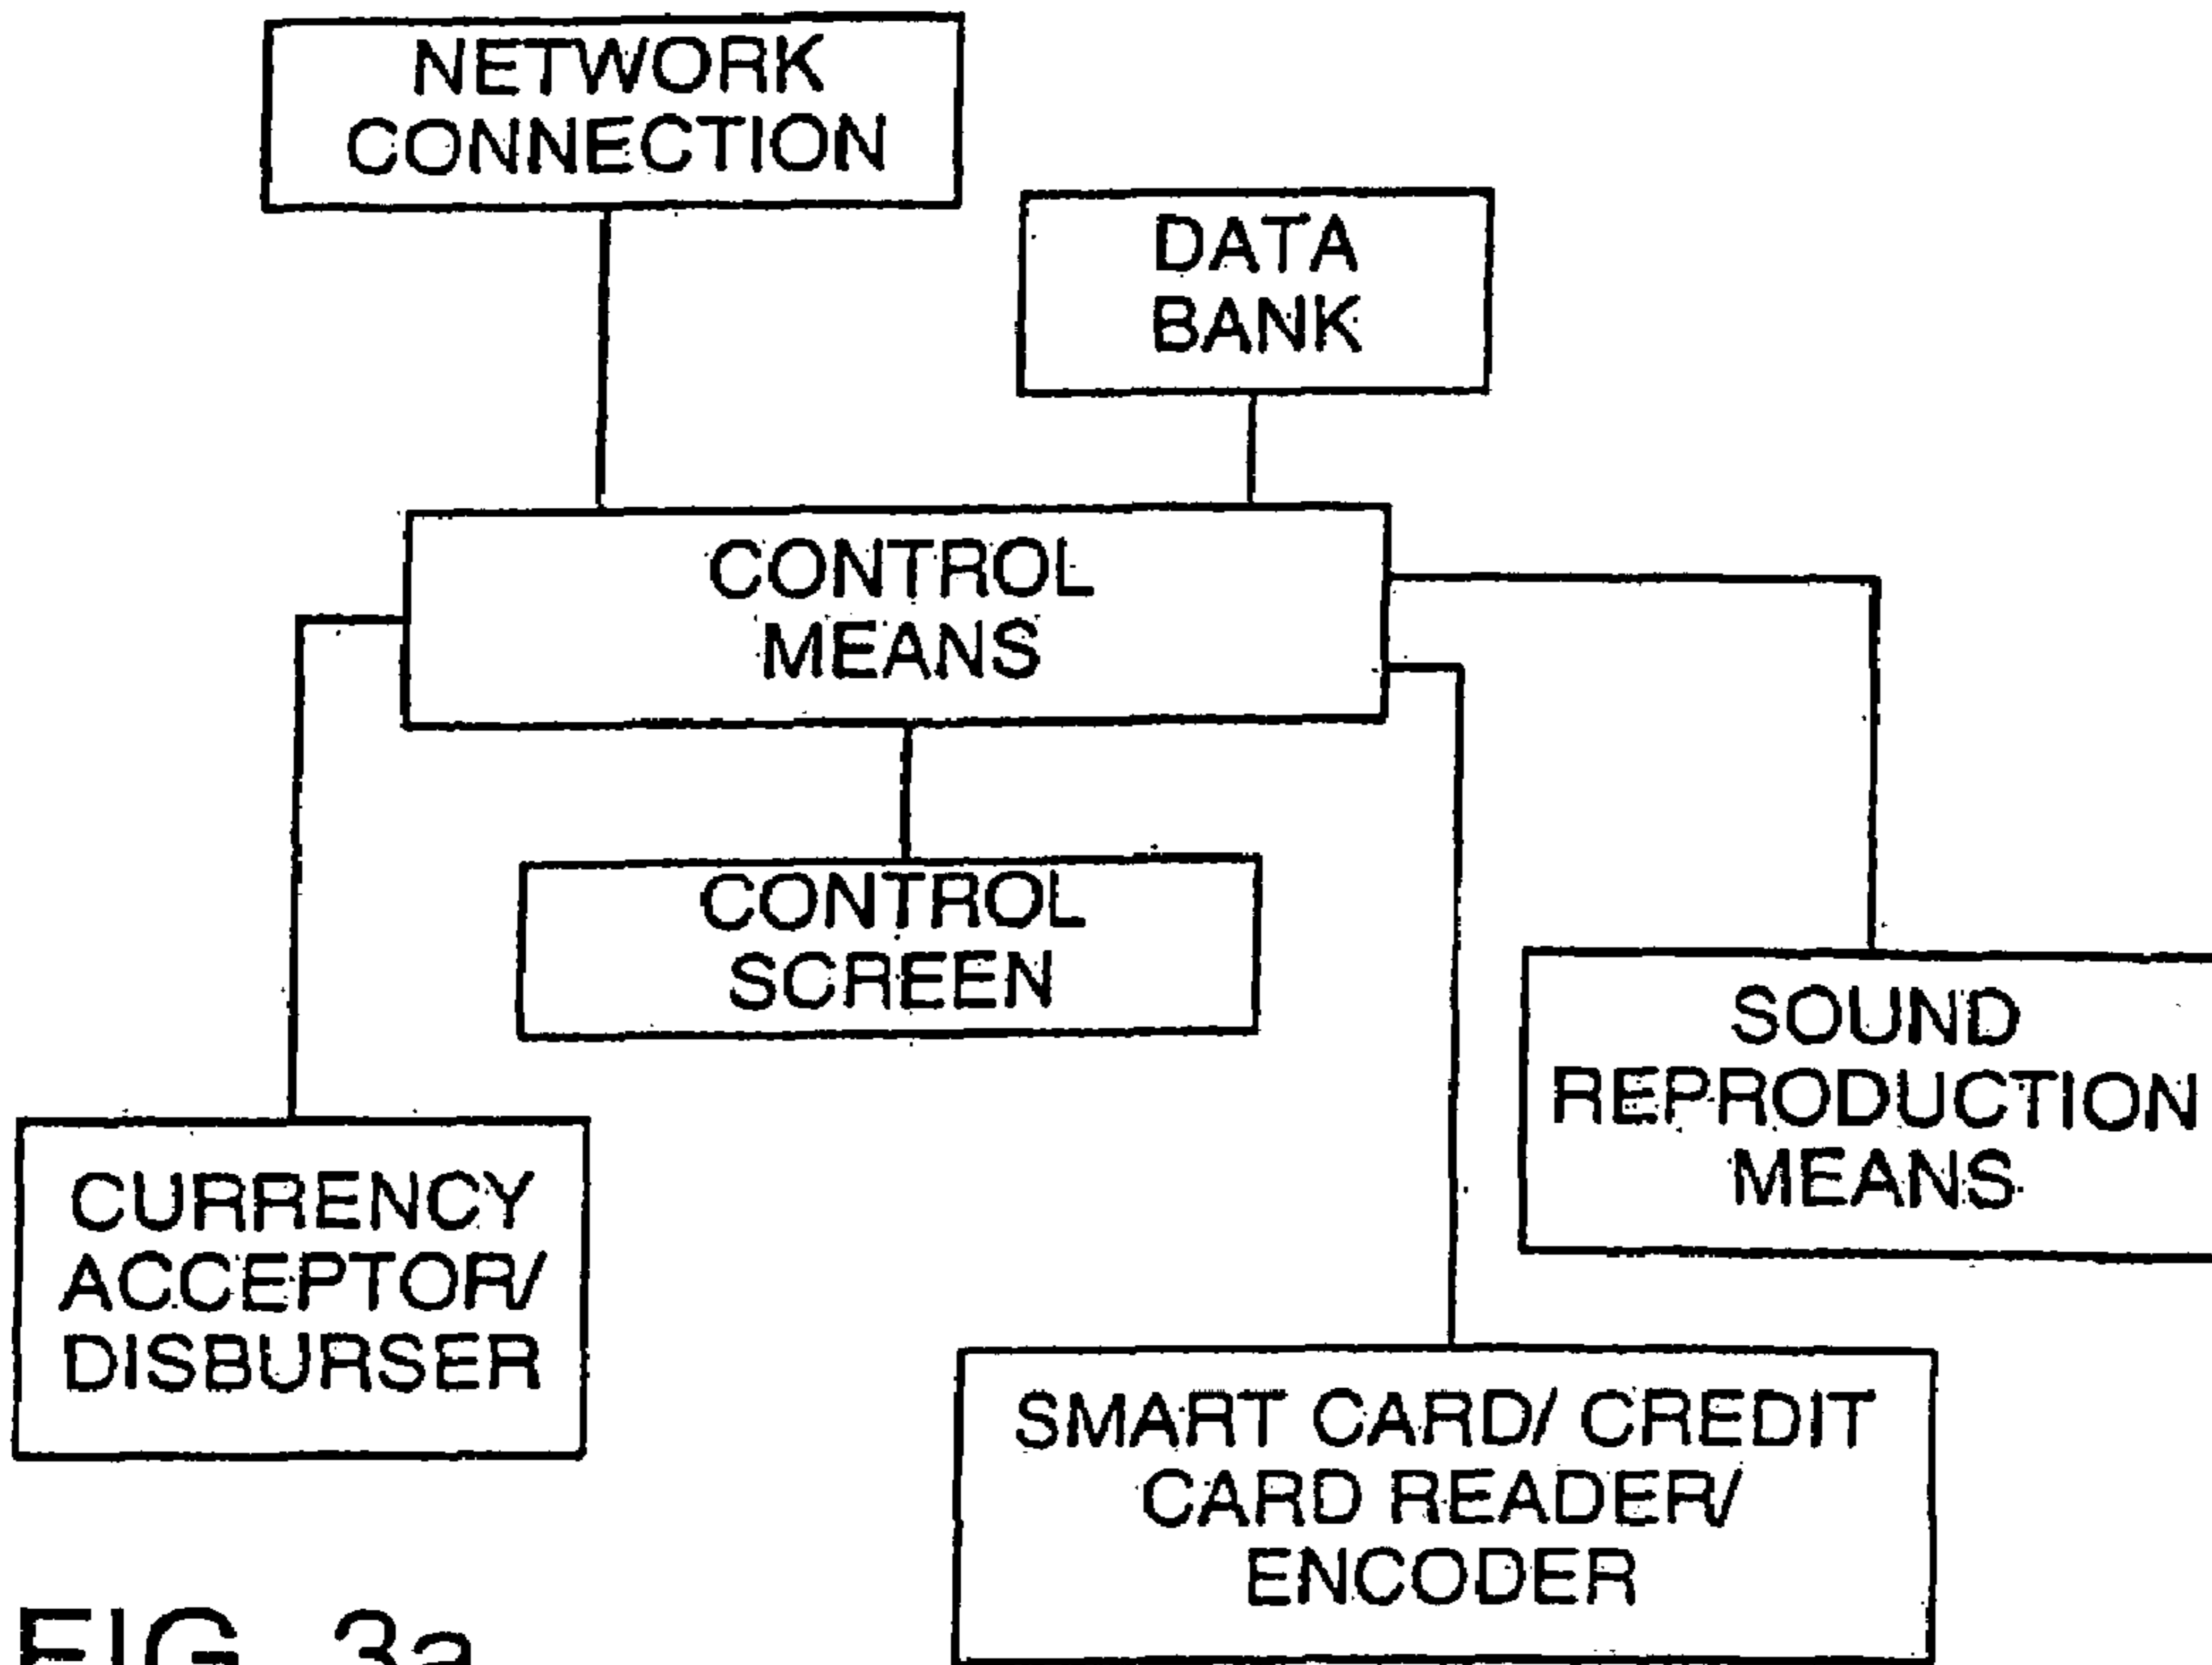 NETWORK
CONNECTION
DATA
BANK
CONTROL
MEANS
CONTROL
SCREEN
SOUND
REPRODUCTION
MEANS
CURRENCY
ACCEPTOR/
DISBURSER
SMART CARD/ CREDIT
CARD READER/
ENCODER
FIG. 3a